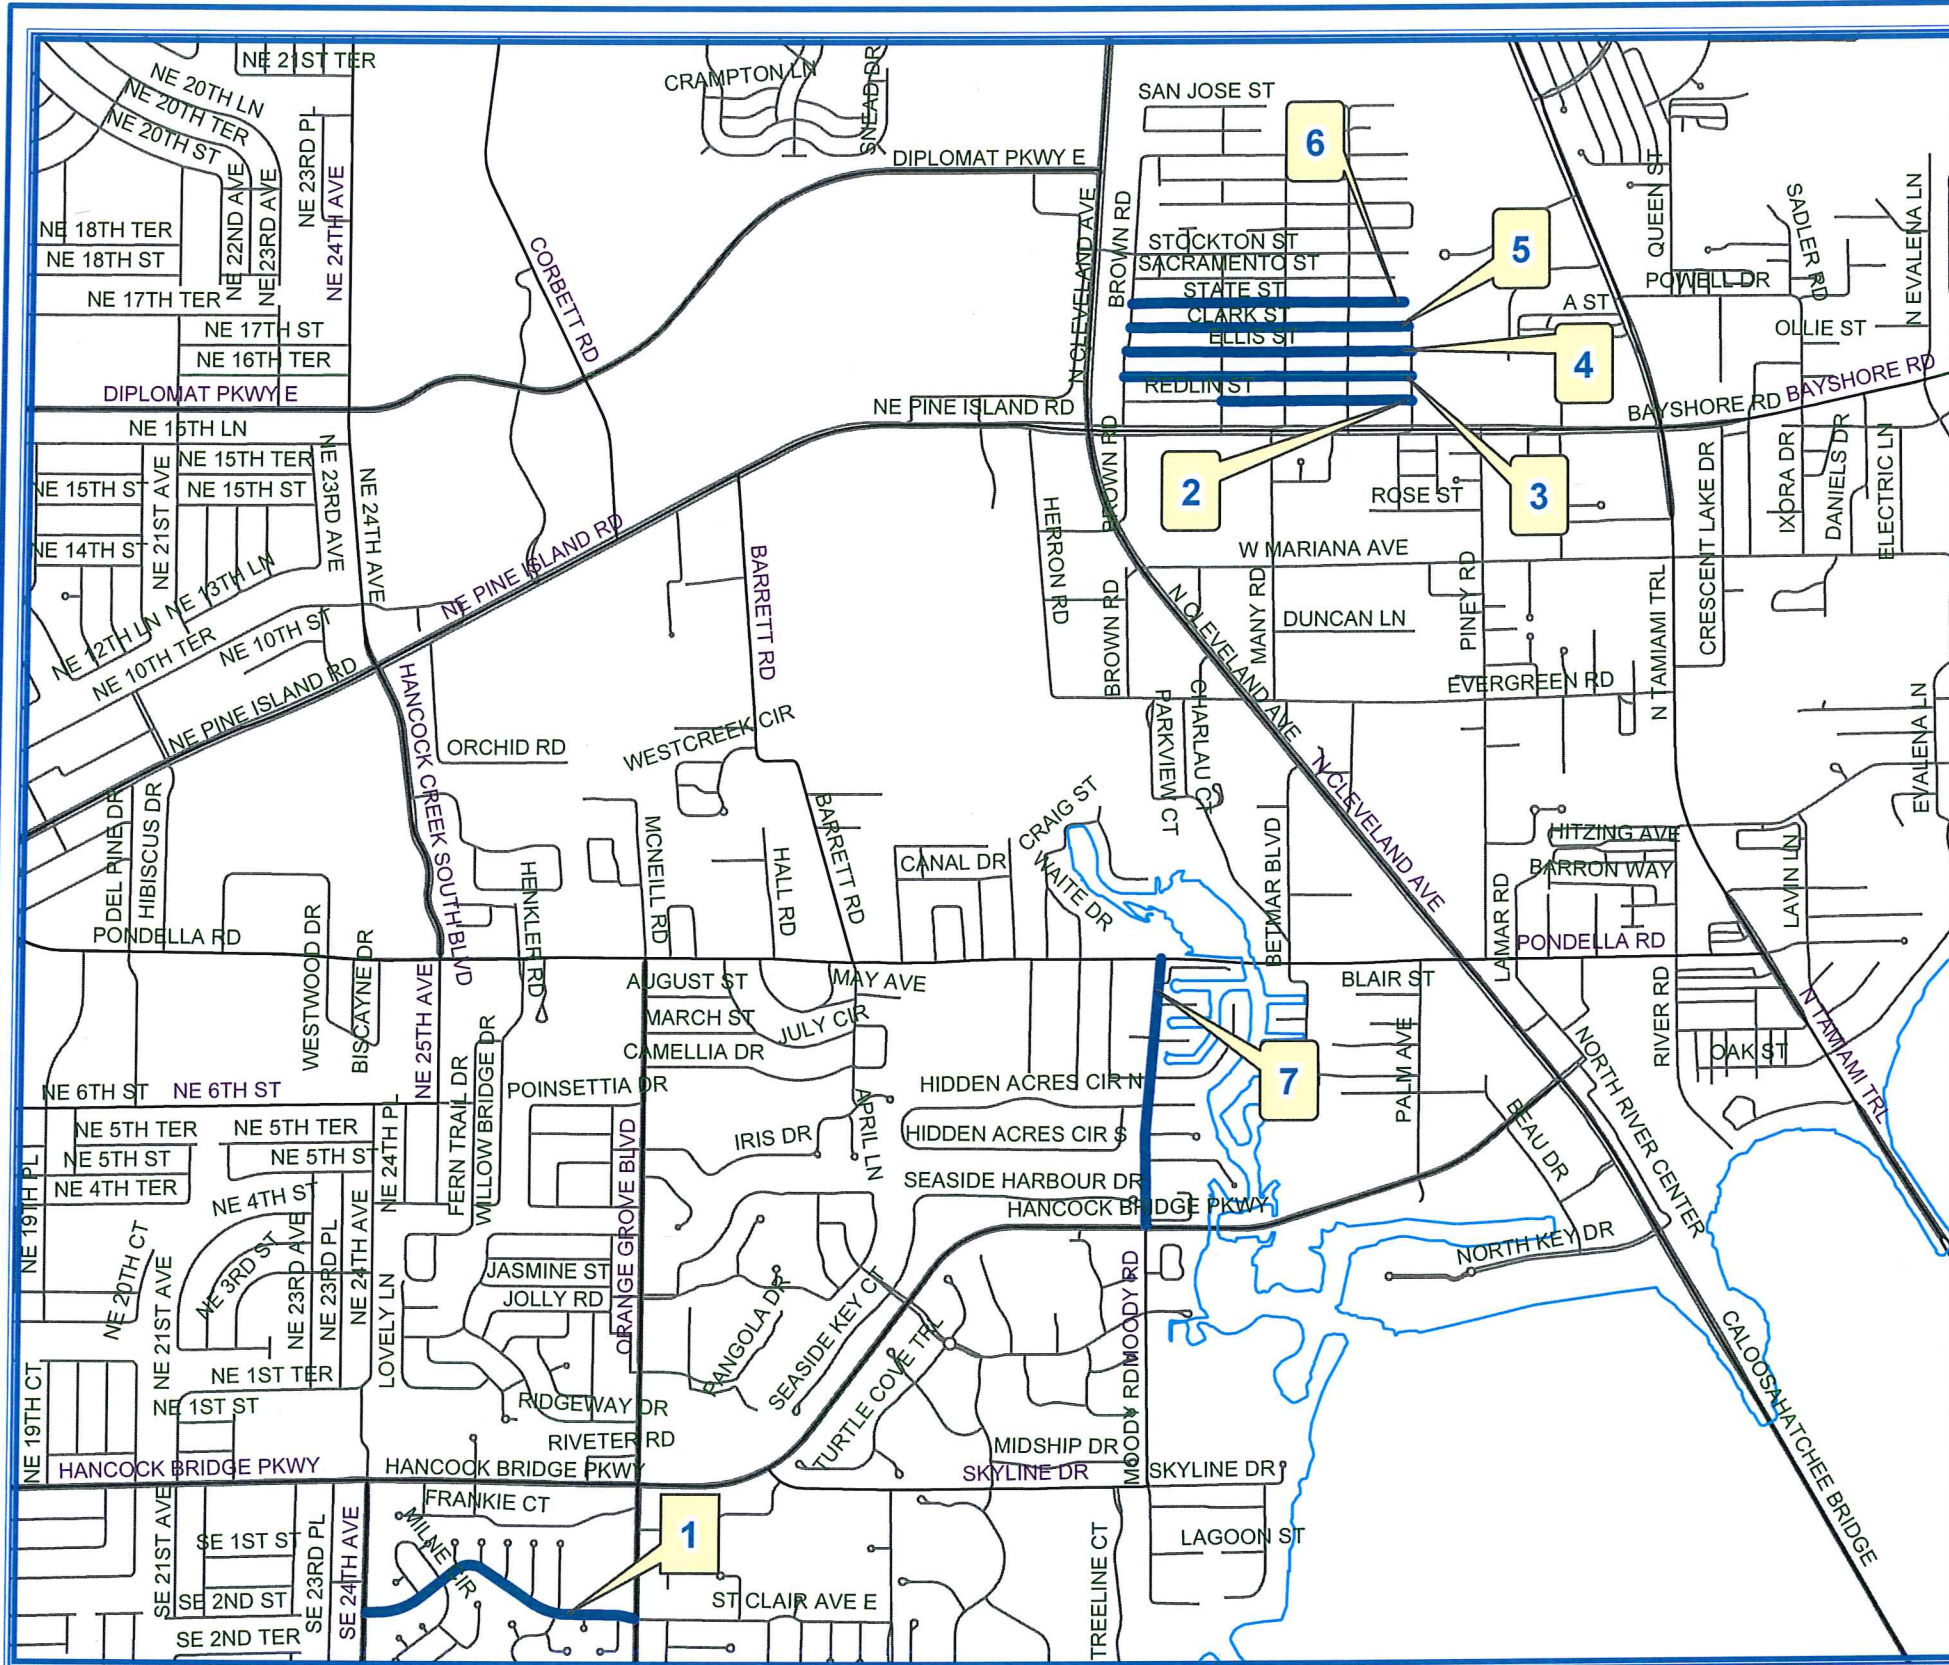 NE 21ST TER
NE 20TH LN
NE 20TH TER
NE 20TH ST
NE 23RD PL
NE 22ND AVE
NE 23RD AVE
NE 24TH AVE
NE 18TH TER
NE 18TH ST
NE 17TH TER
NE 17TH ST
NE 16TH TER
DIPLOMAT PKWY E
CORBETT RD
CRAMPTON LN
SNEAD DR
DIPLOMAT PKWY E
N CLEVELAND AVE
BROWN RD
SAN JOSE ST
6
STOCKTON ST
SACRAMENTO ST
STATE ST
CLARK ST
ELLIS ST
REDLIN ST
5
4
A ST
QUEEN ST
SADLER RD
N EVALENA LN
POWELL DR
OLLIE ST
BAYSHORE RD
BAYSHORE RD
NE 15TH LN
NE 15TH TER
NE 15TH ST
NE 15TH ST
NE 21ST AVE
NE 14TH ST
NE 23RD AVE
NE 24TH AVE
NE 13TH LN
NE 12TH LN
NE 10TH TER
NE 10TH ST
NE PINE ISLAND RD
NE PINE ISLAND RD
NE PINE ISLAND RD
2
3
BROWN RD
HERRON RD
ROSE ST
W MARIANA AVE
BROWN RD
N CLEVELAND AVE
MANY RD
DUNCAN LN
PINEY RD
EVERGREEN RD
N TAMIAMI TRL
CRESCENT LAKE DR
IXORA DR
DANIELS DR
ELECTRIC LN
BARRETT RD
HANCOCK CREEK SOUTH BLVD
ORCHID RD
WESTCREEK CIR
PARKVIEW CT
CHARLAU CT
N CLEVELAND AVE
EVALENA LN
DEL PINE DR
HIBISCUS DR
HENKLER RD
MCNEILL RD
HALL RD
BARRETT RD
CANAL DR
CRAIG ST
WAITE DR
BETMAR BLVD
HITZING AVE
BARRON WAY
LAMAR RD
LAVIN LN
PONDELLA RD
PONDELLA RD
WESTWOOD DR
BISCAYNE DR
NE 25TH AVE
AUGUST ST
MAY AVE
MARCH ST
JULY CIR
CAMELLIA DR
BLAIR ST
PALM AVE
RIVER RD
OAK ST
N TAMIAMI TRL
NORTH RIVER CENTER
7
NE 6TH ST
NE 6TH ST
POINSETTIA DR
HIDDEN ACRES CIR N
HIDDEN ACRES CIR S
NE 5TH TER
NE 5TH TER
NE 5TH ST
NE 5TH ST
NE 4TH TER
NE 4TH ST
NE 3RD ST
NE 24TH PL
FERN TRAIL DR
WILLOW BRIDGE DR
ORANGE GROVE BLVD
IRIS DR
APRIL LN
SEASIDE HARBOUR DR
HANCOCK BRIDGE PKWY
BEAU DR
NORTH KEY DR
NE 19TH PL
NE 20TH CT
NE 21ST AVE
NE 23RD AVE
NE 23RD PL
NE 24TH AVE
LOVELY LN
JASMINE ST
JOLLY RD
PANGOLA DR
SEASIDE KEY CT
TURTLE COVE TRL
MOODY RD
MOODY RD
CALOOSAHATCHEE BRIDGE
NE 19TH CT
NE 1ST TER
NE 1ST ST
RIDGEWAY DR
RIVETER RD
HANCOCK BRIDGE PKWY
HANCOCK BRIDGE PKWY
MIDSHIP DR
SKYLINE DR
SKYLINE DR
FRANKIE CT
MILNE CIR
1
SE 21ST AVE
SE 1ST ST
SE 2ND ST
SE 2ND TER
SE 23RD PL
SE 24TH AVE
ST CLAIR AVE E
TREELINE CT
LAGOON ST